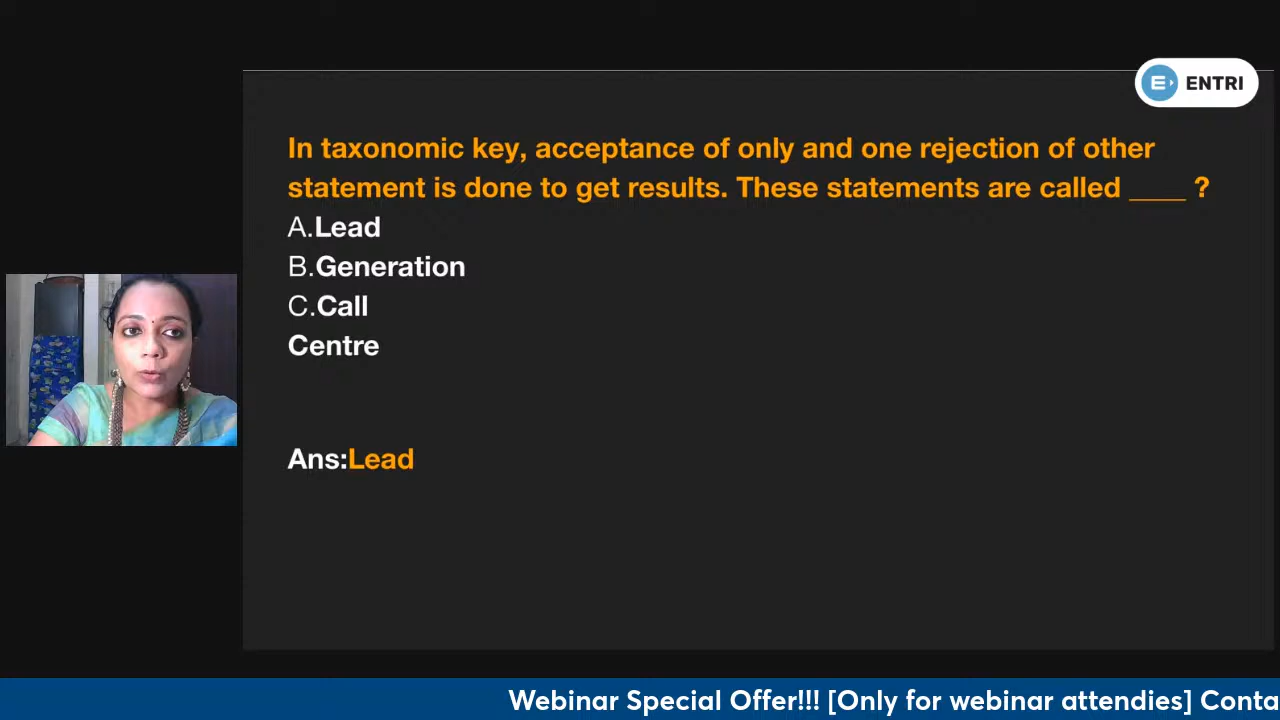 ENTRI
In taxonomic key, acceptance of only and one rejection of other
statement is done to get results. These statements are called ____ ?
A.Lead
B.Generation
C.Call
Centre
Ans:Lead
Webinar Special Offer!!! [Only for webinar attendies] Conta